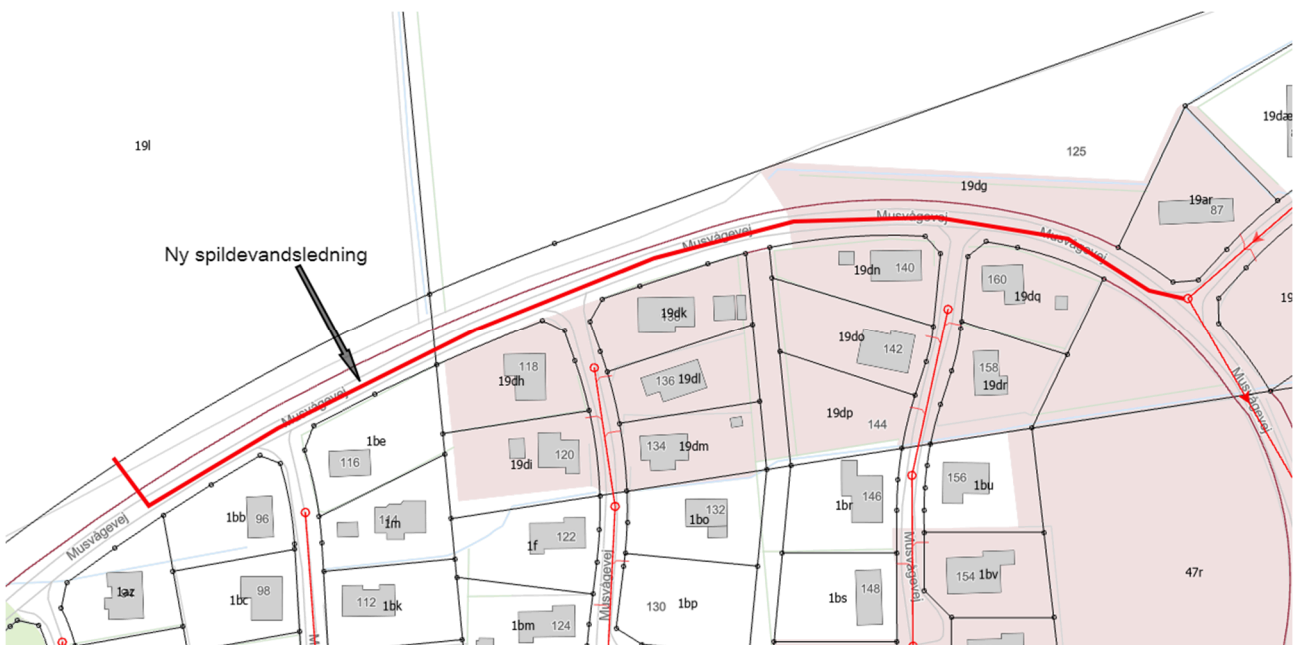 19dæ
19l
125
19dg
19ar
87
Musvågevej
Musvågevej
Musvågevej
Ny spildevandsledning
19dn
140
160
19dq
19
19dk
19do
142
118
19dh
136
19dl
158
19dr
Musvågevej
Musvågevej
19dp
144
1be
134
19dm
120
19di
116
156
1bu
146
1br
132
1bo
1bb
96
1m
122
1f
Musvågevej
Musvågevej
Musvågevej
154
1bv
47r
148
1bs
98
1bc
1az
112
1bk
130
1bp
1bm
124
M